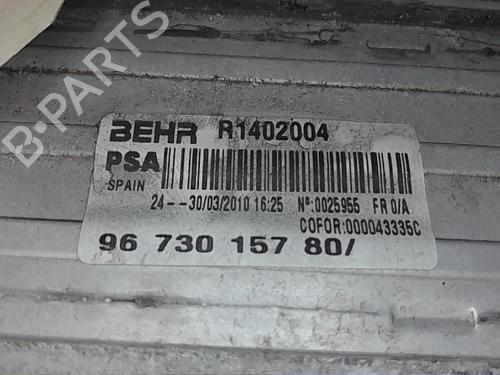 BEHR R1402004
PSA
SPAIN
24--30/03/2010 16:25 Nº:0025955 FR 0/A
COFOR:000043335C
96 730 157 80/
B-PARTS